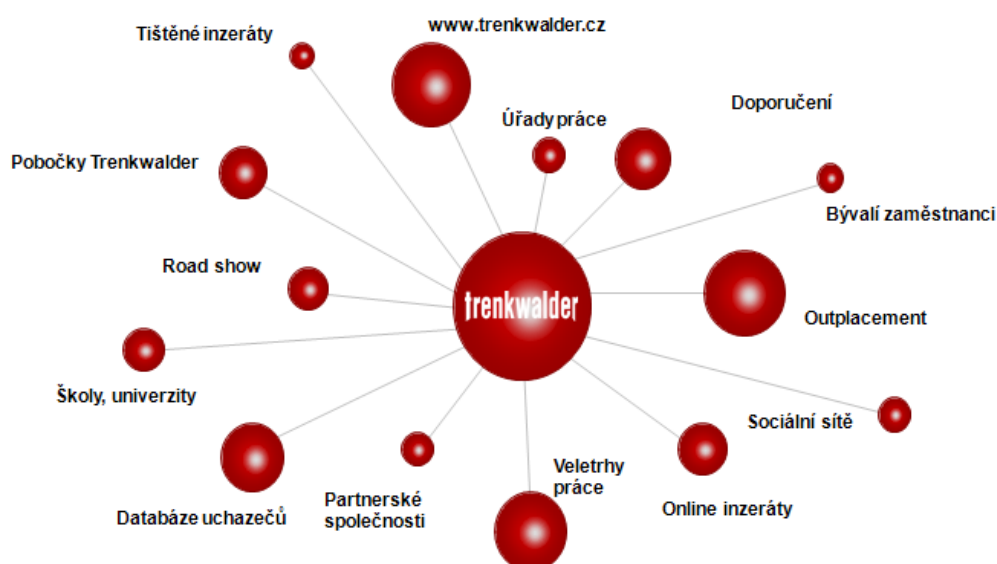 www.trenkwalder.cz
Tištěné inzeráty
Doporučení
Úřady práce
Pobočky Trenkwalder
Bývalí zaměstnanci
Road show
trenkwalder
Outplacement
Školy, univerzity
Sociální sítě
Veletrhy
práce
Partnerské
společnosti
Online inzeráty
Databáze uchazečů